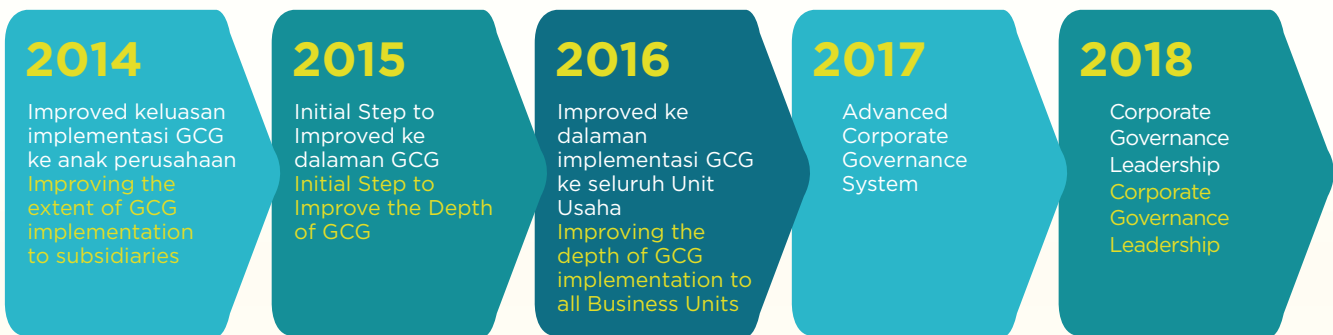 2014
Improved keluasan
implementasi GCG
ke anak perusahaan
Improving the
extent of GCG
implementation
to subsidiaries
2015
Initial Step to
Improved ke
dalaman GCG
Initial Step to
Improve the Depth
of GCG
2016
Improved ke
dalaman
implementasi GCG
ke seluruh Unit
Usaha
Improving the
depth of GCG
implementation to
all Business Units
2017
Advanced
Corporate
Governance
System
2018
Corporate
Governance
Leadership
Corporate
Governance
Leadership